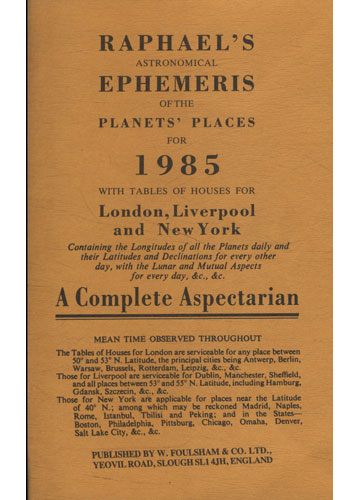 RAPHAEL'S
ASTRONOMICAL
EPHEMERIS
OF THE
PLANETS' PLACES
FOR
1985
WITH TABLES OF HOUSES FOR
London, Liverpool
and New York
Containing the Longitudes of all the Planets daily and
their Latitudes and Declinations for every other
day, with the Lunar and Mutual Aspects
for every day, &c., &c.
A Complete Aspectarian
MEAN TIME OBSERVED THROUGHOUT
The Tables of Houses for London are serviceable for any place between
50° and 53° N. Latitude, the principal cities being Antwerp, Berlin,
Warsaw, Brussels, Rotterdam, Leipzig, &c., &c.
Those for Liverpool are serviceable for Dublin, Manchester, Sheffield,
and all places between 53° and 55° N. Latitude, including Hamburg,
Gdansk, Szczecin, &c., &c.
Those for New York are applicable for places near the Latitude
of 40° N.; among which may be reckoned Madrid, Naples,
Rome, Istanbul, Tbilisi and Peking; and in the States—
Boston, Philadelphia, Pittsburg, Chicago, Omaha, Denver,
Salt Lake City, &c., &c.
PUBLISHED BY W. FOULSHAM & CO. LTD.,
YEOVIL ROAD, SLOUGH SL1 4JH, ENGLAND